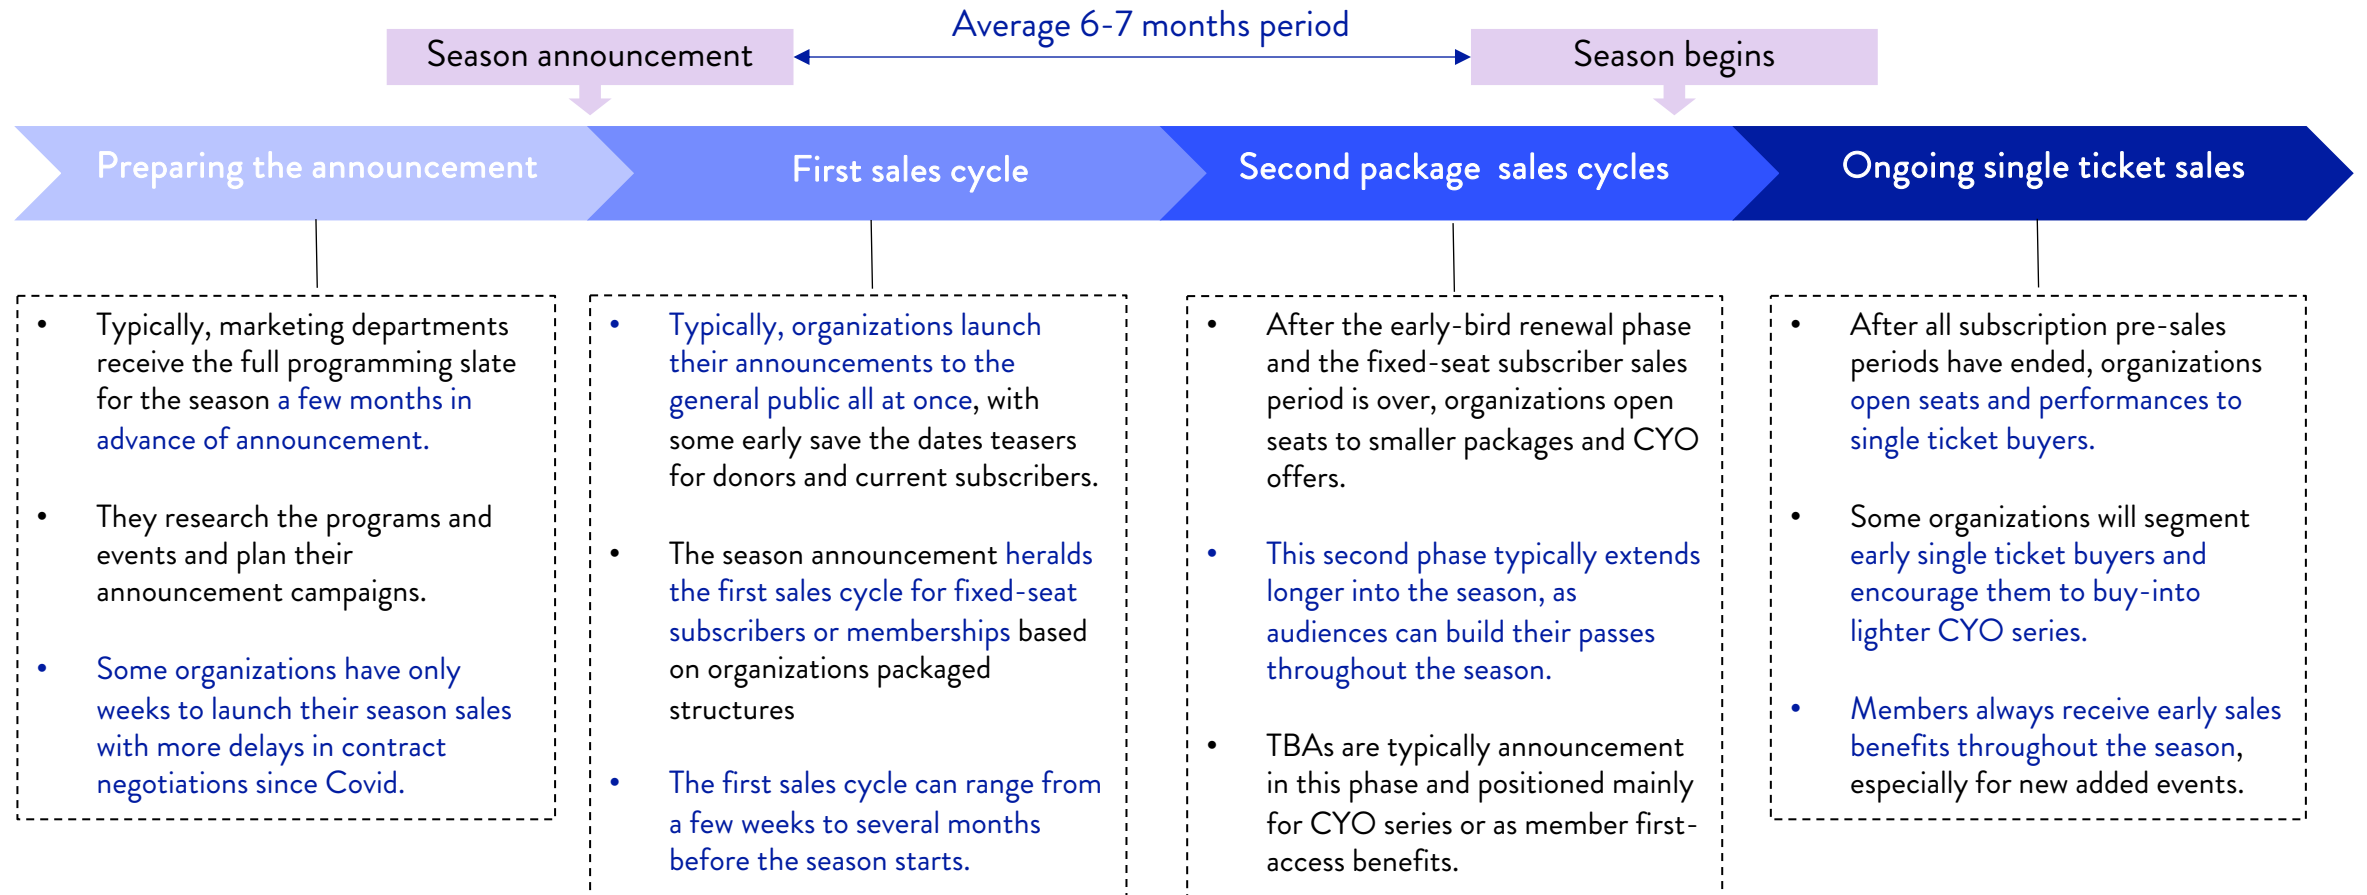 Average 6-7 months period
Season announcement
Season begins
Preparing the announcement
First sales cycle
Second package  sales cycles
Ongoing single ticket sales
• Typically, marketing departments
receive the full programming slate
for the season a few months in
advance of announcement.
• They research the programs and
events and plan their
announcement campaigns.
• Some organizations have only
weeks to launch their season sales
with more delays in contract
negotiations since Covid.
• Typically, organizations launch
their announcements to the
general public all at once, with
some early save the dates teasers
for donors and current subscribers.
• The season announcement heralds
the first sales cycle for fixed-seat
subscribers or memberships based
on organizations packaged
structures
• The first sales cycle can range from
a few weeks to several months
before the season starts.
• After the early-bird renewal phase
and the fixed-seat subscriber sales
period is over, organizations open
seats to smaller packages and CYO
offers.
• This second phase typically extends
longer into the season, as
audiences can build their passes
throughout the season.
• TBAs are typically announcement
in this phase and positioned mainly
for CYO series or as member first-
access benefits.
• After all subscription pre-sales
periods have ended, organizations
open seats and performances to
single ticket buyers.
• Some organizations will segment
early single ticket buyers and
encourage them to buy-into
lighter CYO series.
• Members always receive early sales
benefits throughout the season,
especially for new added events.